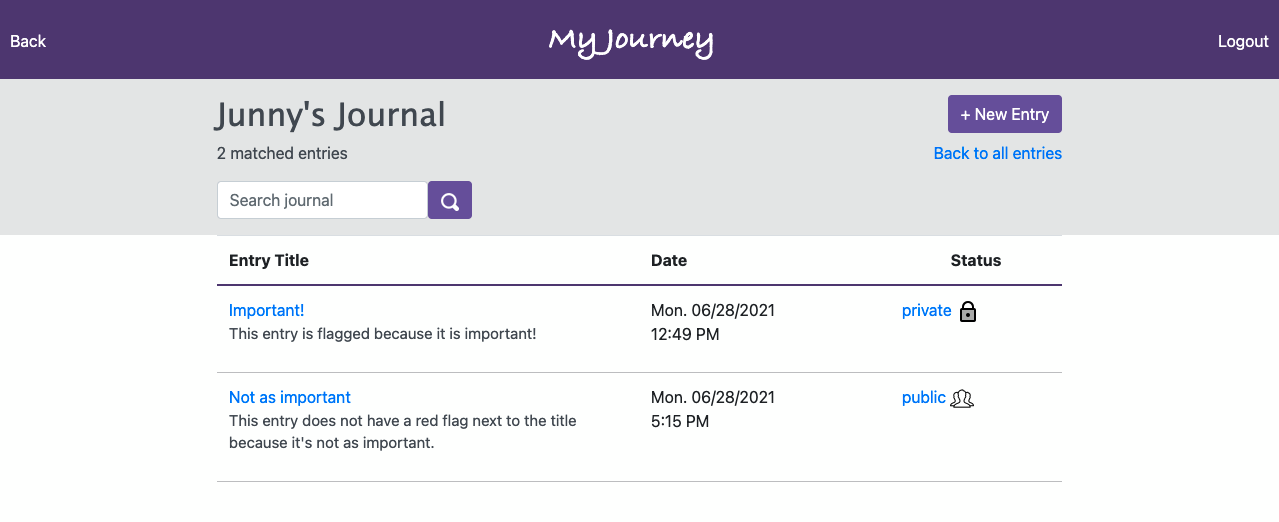 Back
MyJourney
Logout
Junny's Journal
+ New Entry
2 matched entries
Back to all entries
Search journal
Entry Title
Date
Status
Important!
Mon. 06/28/2021
private
This entry is flagged because it is important!
12:49 PM
Not as important
Mon. 06/28/2021
public
This entry does not have a red flag next to the title
5:15 PM
because it's not as important.